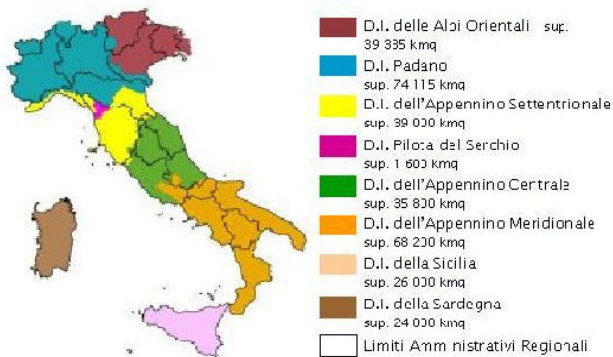 D.I. delle Alpi Orientali sup.
39 335 kmq
D.I. Padano
sup. 74 115 kmq
D.I. dell'Appennino Settentrionale
sup. 39 000 kmq
D.I. Pilota del Serchio
sup. 1 600 kmq
D.I. dell'Appennino Centrale
sup. 35 800 kmq
D.I. dell'Appennino Meridionale
sup. 68 200 kmq
D.I. della Sicilia
sup. 26 000 kmq
D.I. della Sardegna
sup. 24 000 kmq
Limiti Amministrativi Regionali